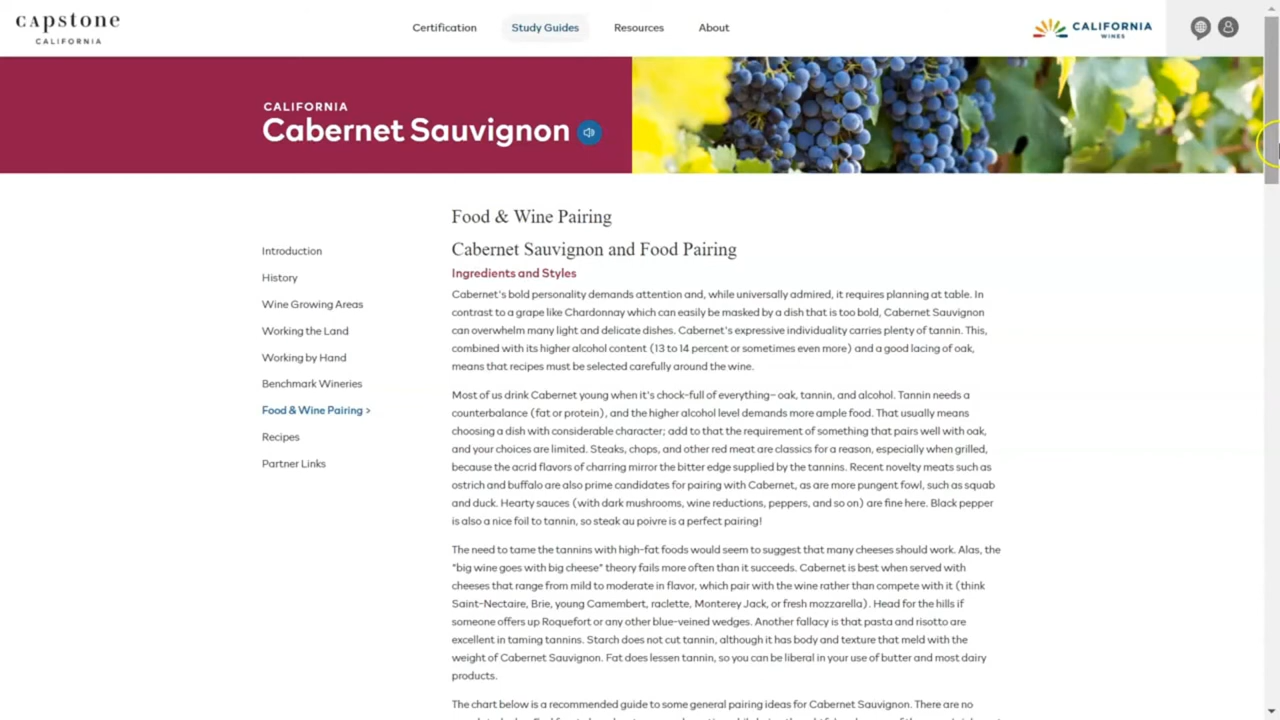 capstone
CALIFORNIA
Certification
Study Guides
Resources
About
CALIFORNIA
WINES
CALIFORNIA
Cabernet Sauvignon
Introduction
History
Wine Growing Areas
Working the Land
Working by Hand
Benchmark Wineries
Food & Wine Pairing >
Recipes
Partner Links
Food & Wine Pairing
Cabernet Sauvignon and Food Pairing
Ingredients and Styles
Cabernet's bold personality demands attention and, while universally admired, it requires planning at table. In
contrast to a grape like Chardonnay which can easily be masked by a dish that is too bold, Cabernet Sauvignon
can overwhelm many light and delicate dishes. Cabernet's expressive individuality carries plenty of tannin. This,
combined with its higher alcohol content (13 to 14 percent or sometimes even more) and a good lacing of oak,
means that recipes must be selected carefully around the wine.
Most of us drink Cabernet young when it's chock-full of everything–oak, tannin, and alcohol. Tannin needs a
counterbalance (fat or protein), and the higher alcohol level demands more ample food. That usually means
choosing a dish with considerable character; add to that the requirement of something that pairs well with oak,
and your choices are limited. Steaks, chops, and other red meat are classics for a reason, especially when grilled,
because the acrid flavors of charring mirror the bitter edge supplied by the tannins. Recent novelty meats such as
ostrich and buffalo are also prime candidates for pairing with Cabernet, as are more pungent fowl, such as squab
and duck. Hearty sauces (with dark mushrooms, wine reductions, peppers, and so on) are fine here. Black pepper
is also a nice foil to tannin, so steak au poivre is a perfect pairing!
The need to tame the tannins with high-fat foods would seem to suggest that many cheeses should work. Alas, the
"big wine goes with big cheese" theory fails more often than it succeeds. Cabernet is best when served with
cheeses that range from mild to moderate in flavor, which pair with the wine rather than compete with it (think
Saint-Nectaire, Brie, young Camembert, raclette, Monterey Jack, or fresh mozzarella). Head for the hills if
someone offers up Roquefort or any other blue-veined wedges. Another fallacy is that pasta and risotto are
excellent in taming tannins. Starch does not cut tannin, although it has body and texture that meld with the
weight of Cabernet Sauvignon. Fat does lessen tannin, so you can be liberal in your use of butter and most dairy
products.
The chart below is a recommended guide to some general pairing ideas for Cabernet Sauvignon. There are no